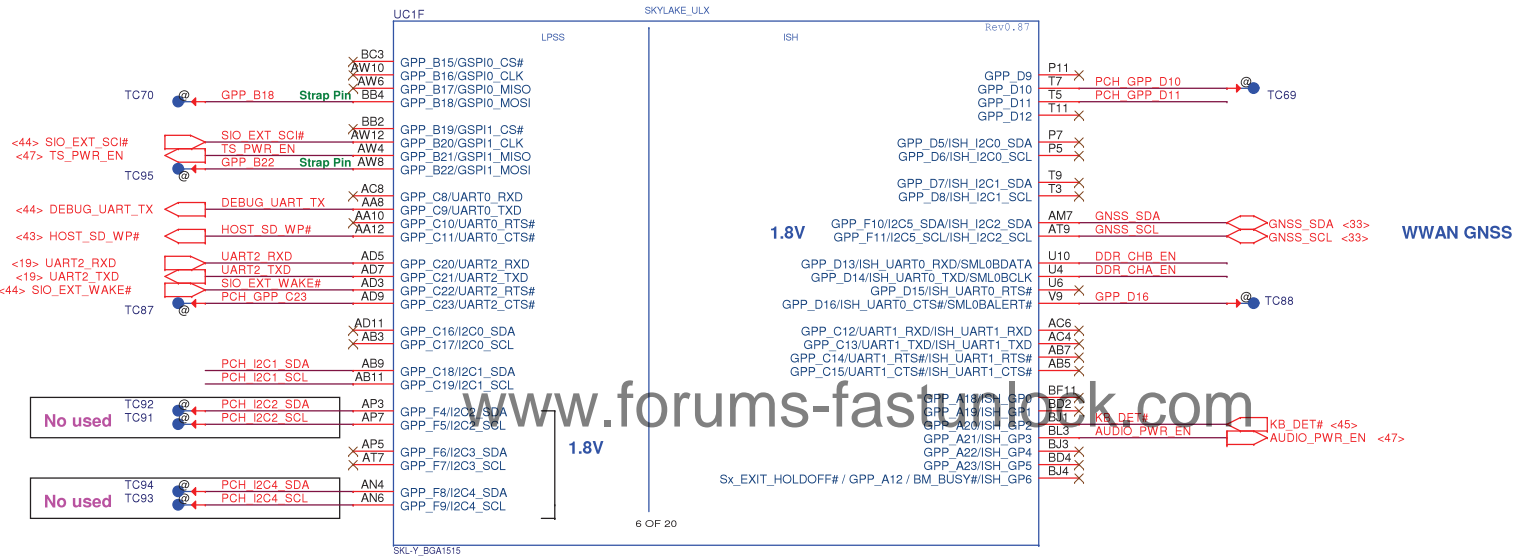 SKYLAKE_ULX
UC1F
Rev0.87
LPSS
ISH
BC3 GPP_B15/GSPI0_CS#
AW10 GPP_B16/GSPI0_CLK
AW6 GPP_B17/GSPI0_MISO
TC70 @ GPP_B18 Strap Pin BB4 GPP_B18/GSPI0_MOSI
BB2 GPP_B19/GSPI1_CS#
<44> SIO_EXT_SCI# SIO_EXT_SCI# AW12 GPP_B20/GSPI1_CLK
<47> TS_PWR_EN TS_PWR_EN AW4 GPP_B21/GSPI1_MISO
TC95 @ GPP_B22 Strap Pin AW8 GPP_B22/GSPI1_MOSI
AC8 GPP_C8/UART0_RXD
<44> DEBUG_UART_TX DEBUG_UART_TX AA8 GPP_C9/UART0_TXD
AA10 GPP_C10/UART0_RTS#
<43> HOST_SD_WP# HOST_SD_WP# AA12 GPP_C11/UART0_CTS#
<19> UART2_RXD UART2_RXD AD5 GPP_C20/UART2_RXD
<19> UART2_TXD UART2_TXD AD7 GPP_C21/UART2_TXD
<44> SIO_EXT_WAKE# SIO_EXT_WAKE# AD3 GPP_C22/UART2_RTS#
TC87 @ PCH_GPP_C23 AD9 GPP_C23/UART2_CTS#
AD11 GPP_C16/I2C0_SDA
AB3 GPP_C17/I2C0_SCL
PCH_I2C1_SDA AB9 GPP_C18/I2C1_SDA
PCH_I2C1_SCL AB11 GPP_C19/I2C1_SCL
No used
TC92 @ PCH_I2C2_SDA AP3 GPP_F4/I2C2_SDA
TC91 @ PCH_I2C2_SCL AP7 GPP_F5/I2C2_SCL
AP5 GPP_F6/I2C3_SDA
AT7 GPP_F7/I2C3_SCL
1.8V
No used
TC94 @ PCH_I2C4_SDA AN4 GPP_F8/I2C4_SDA
TC93 @ PCH_I2C4_SCL AN6 GPP_F9/I2C4_SCL
GPP_D9 P11
GPP_D10 T7 PCH_GPP_D10 @ TC69
GPP_D11 T5 PCH_GPP_D11
GPP_D12 T11
GPP_D5/ISH_I2C0_SDA P7
GPP_D6/ISH_I2C0_SCL P5
GPP_D7/ISH_I2C1_SDA T9
GPP_D8/ISH_I2C1_SCL T3
1.8V
GPP_F10/I2C5_SDA/ISH_I2C2_SDA AM7 GNSS_SDA GNSS_SDA <33>
GPP_F11/I2C5_SCL/ISH_I2C2_SCL AT9 GNSS_SCL GNSS_SCL <33>
WWAN GNSS
GPP_D13/ISH_UART0_RXD/SML0BDATA U10 DDR_CHB_EN
GPP_D14/ISH_UART0_TXD/SML0BCLK U4 DDR_CHA_EN
GPP_D15/ISH_UART0_RTS# U6
GPP_D16/ISH_UART0_CTS#/SML0BALERT# V9 GPP_D16 @ TC88
GPP_C12/UART1_RXD/ISH_UART1_RXD AC6
GPP_C13/UART1_TXD/ISH_UART1_TXD AC4
GPP_C14/UART1_RTS#/ISH_UART1_RTS# AB7
GPP_C15/UART1_CTS#/ISH_UART1_CTS# AB5
www.forums-fastunlock.com
GPP_A18/ISH_GP0 BF11
GPP_A19/ISH_GP1 BD2
GPP_A20/ISH_GP2 BJ1 KB_DET# KB_DET# <45>
GPP_A21/ISH_GP3 BL3 AUDIO_PWR_EN AUDIO_PWR_EN <47>
GPP_A22/ISH_GP4 BJ3
GPP_A23/ISH_GP5 BD4
Sx_EXIT_HOLDOFF# / GPP_A12 / BM_BUSY#/ISH_GP6 BJ4
6 OF 20
SKL-Y_BGA1515